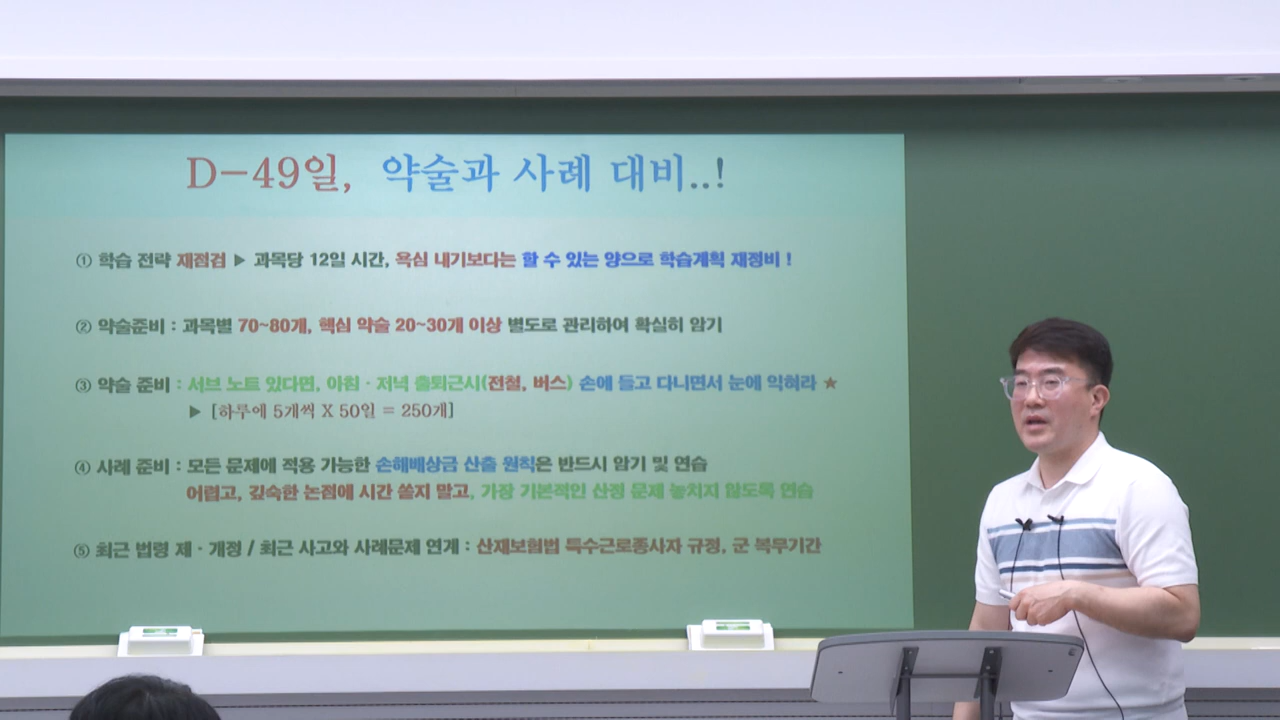 D-49일, 약술과 사례 대비..!
① 학습 전략 재점검 ▶ 과목당 12일 시간, 욕심 내기보다는 할 수 있는 양으로 학습계획 재정비 !
② 약술준비 : 과목별 70~80개, 핵심 약술 20~30개 이상 별도로 관리하여 확실히 암기
③ 약술 준비 : 서브 노트 있다면, 아침 · 저녁 출퇴근시(전철, 버스) 손에 들고 다니면서 눈에 익혀라 ★
▶ [하루에 5개씩 X 50일 = 250개]
④ 사례 준비 : 모든 문제에 적용 가능한 손해배상금 산출 원칙은 반드시 암기 및 연습
어렵고, 깊숙한 논점에 시간 쏟지 말고, 가장 기본적인 산정 문제 놓치지 않도록 연습
⑤ 최근 법령 제 · 개정 / 최근 사고와 사례문제 연계 : 산재보험법 특수근로종사자 규정, 군 복무기간